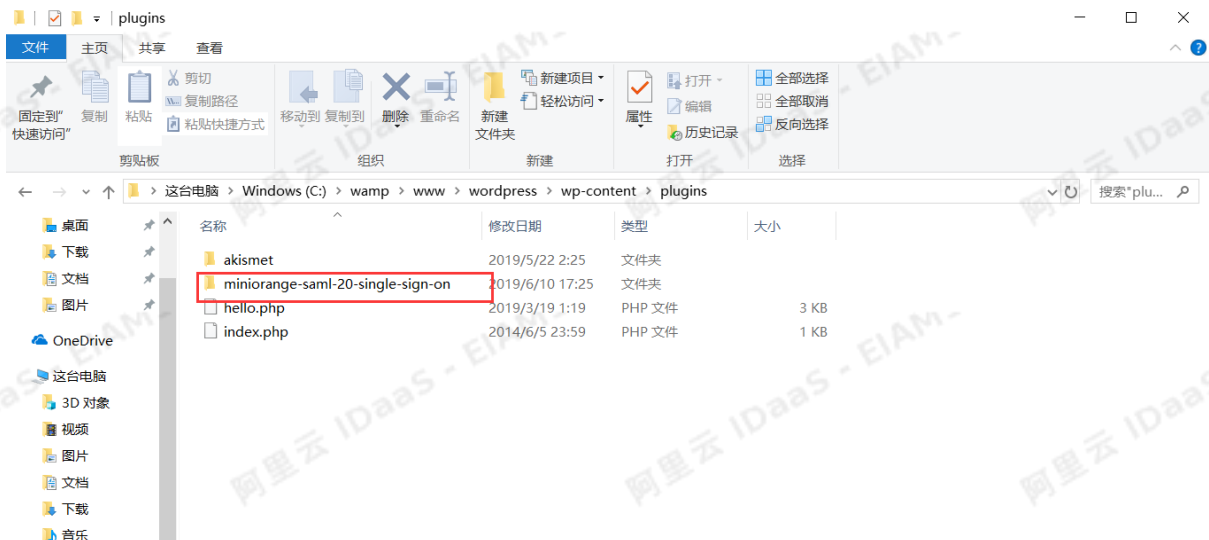 plugins
文件 主页 共享 查看
固定到"快速访问"
复制
粘贴
剪切
复制路径
粘贴快捷方式
剪贴板
移动到
复制到
删除
重命名
组织
新建文件夹
新建项目
轻松访问
新建
属性
打开
编辑
历史记录
打开
全部选择
全部取消
反向选择
选择
这台电脑 > Windows (C:) > wamp > www > wordpress > wp-content > plugins
搜索"plu...
名称 修改日期 类型 大小
akismet 2019/5/22 2:25 文件夹
miniorange-saml-20-single-sign-on 2019/6/10 17:25 文件夹
hello.php 2019/3/19 1:19 PHP 文件 3 KB
index.php 2014/6/5 23:59 PHP 文件 1 KB
桌面
下载
文档
图片
OneDrive
这台电脑
3D 对象
视频
图片
文档
下载
音乐
阿里云 IDaaS - EIAM